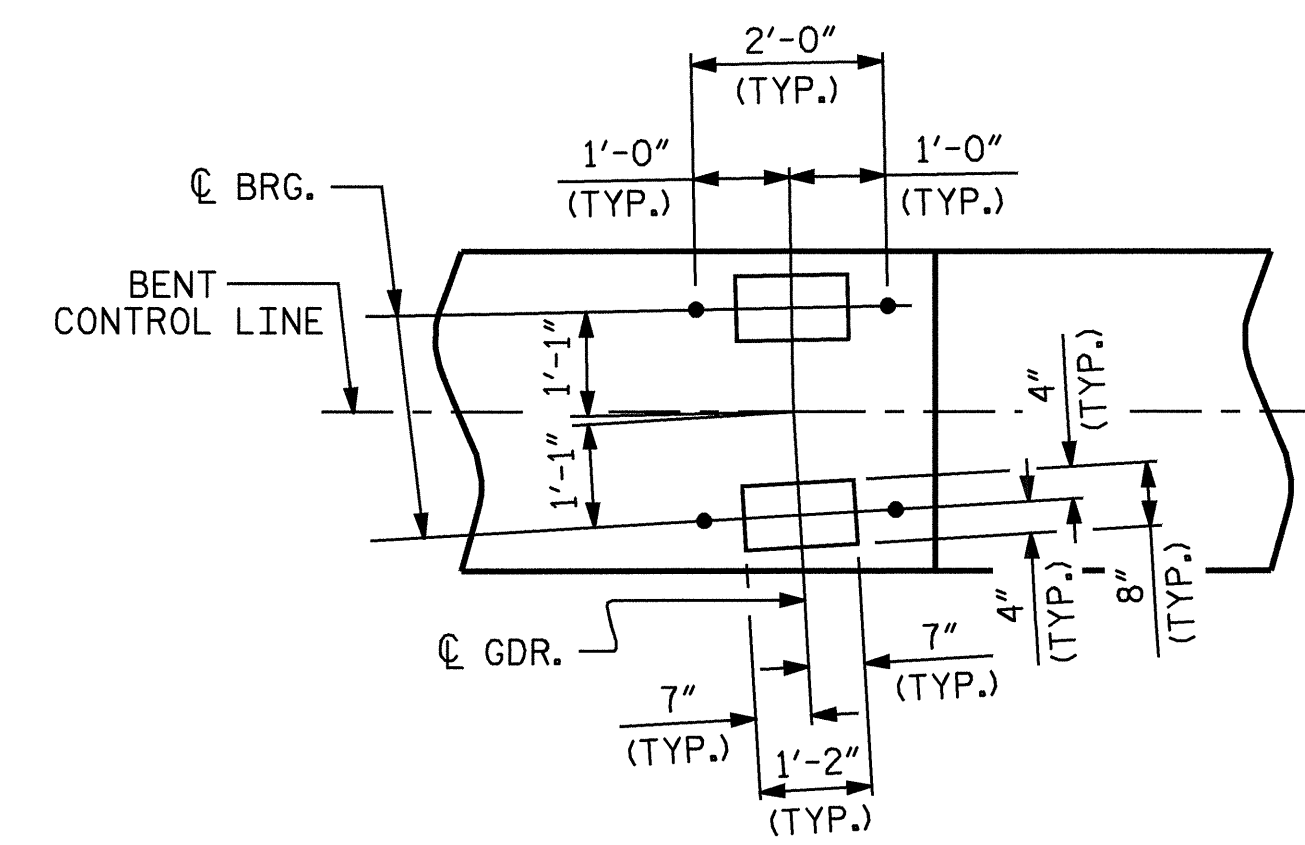 2'-0"
(TYP.)
1'-0"
(TYP.)
1'-0"
(TYP.)
℄ BRG.
BENT
CONTROL LINE
1'-1"
1'-1"
4"
(TYP.)
4"
(TYP.)
8"
(TYP.)
℄ GDR.
7"
(TYP.)
7"
(TYP.)
1'-2"
(TYP.)